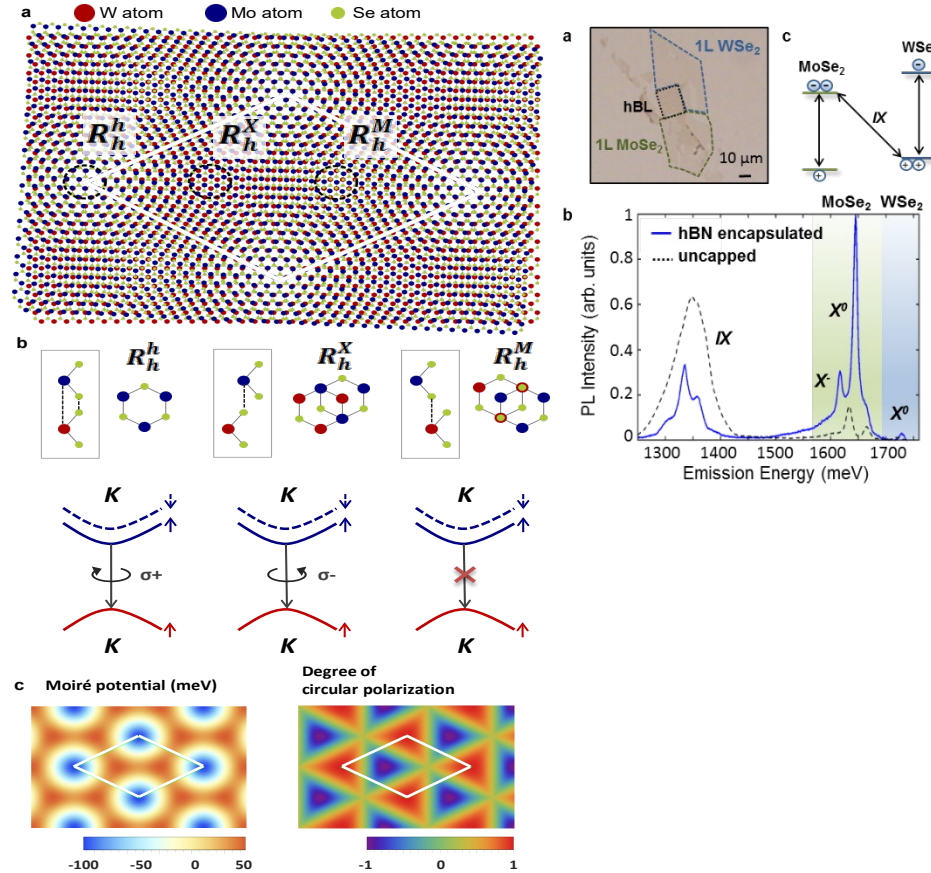 a
W atom Mo atom Se atom
R_h^h R_h^X R_h^M
b
R_h^h R_h^X R_h^M
K K K
σ+ σ-
K K K
c Moiré potential (meV)
Degree of
circular polarization
-100 -50 0 50
-1 0 1
a
1L WSe₂
hBL
1L MoSe₂
10 μm
c
WSe
MoSe₂
IX
b
MoSe₂ WSe₂
hBN encapsulated
uncapped
IX
X⁰
X⁻
X⁰
PL Intensity (arb. units)
1
0.8
0.6
0.4
0.2
0
1300 1400 1500 1600 1700
Emission Energy (meV)